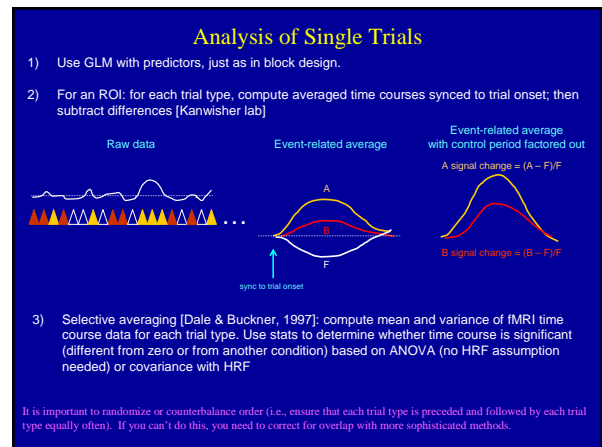 Analysis of Single Trials
1) Use GLM with predictors, just as in block design.
2) For an ROI: for each trial type, compute averaged time courses synced to trial onset; then
subtract differences [Kanwisher lab]
Raw data
Event-related average
Event-related average
with control period factored out
A signal change = (A – F)/F
A
B
F
. . .
B signal change = (B – F)/F
sync to trial onset
3) Selective averaging [Dale & Buckner, 1997]: compute mean and variance of fMRI time
course data for each trial type. Use stats to determine whether time course is significant
(different from zero or from another condition) based on ANOVA (no HRF assumption
needed) or covariance with HRF
It is important to randomize or counterbalance order (i.e., ensure that each trial type is preceded and followed by each trial
type equally often). If you can't do this, you need to correct for overlap with more sophisticated methods.